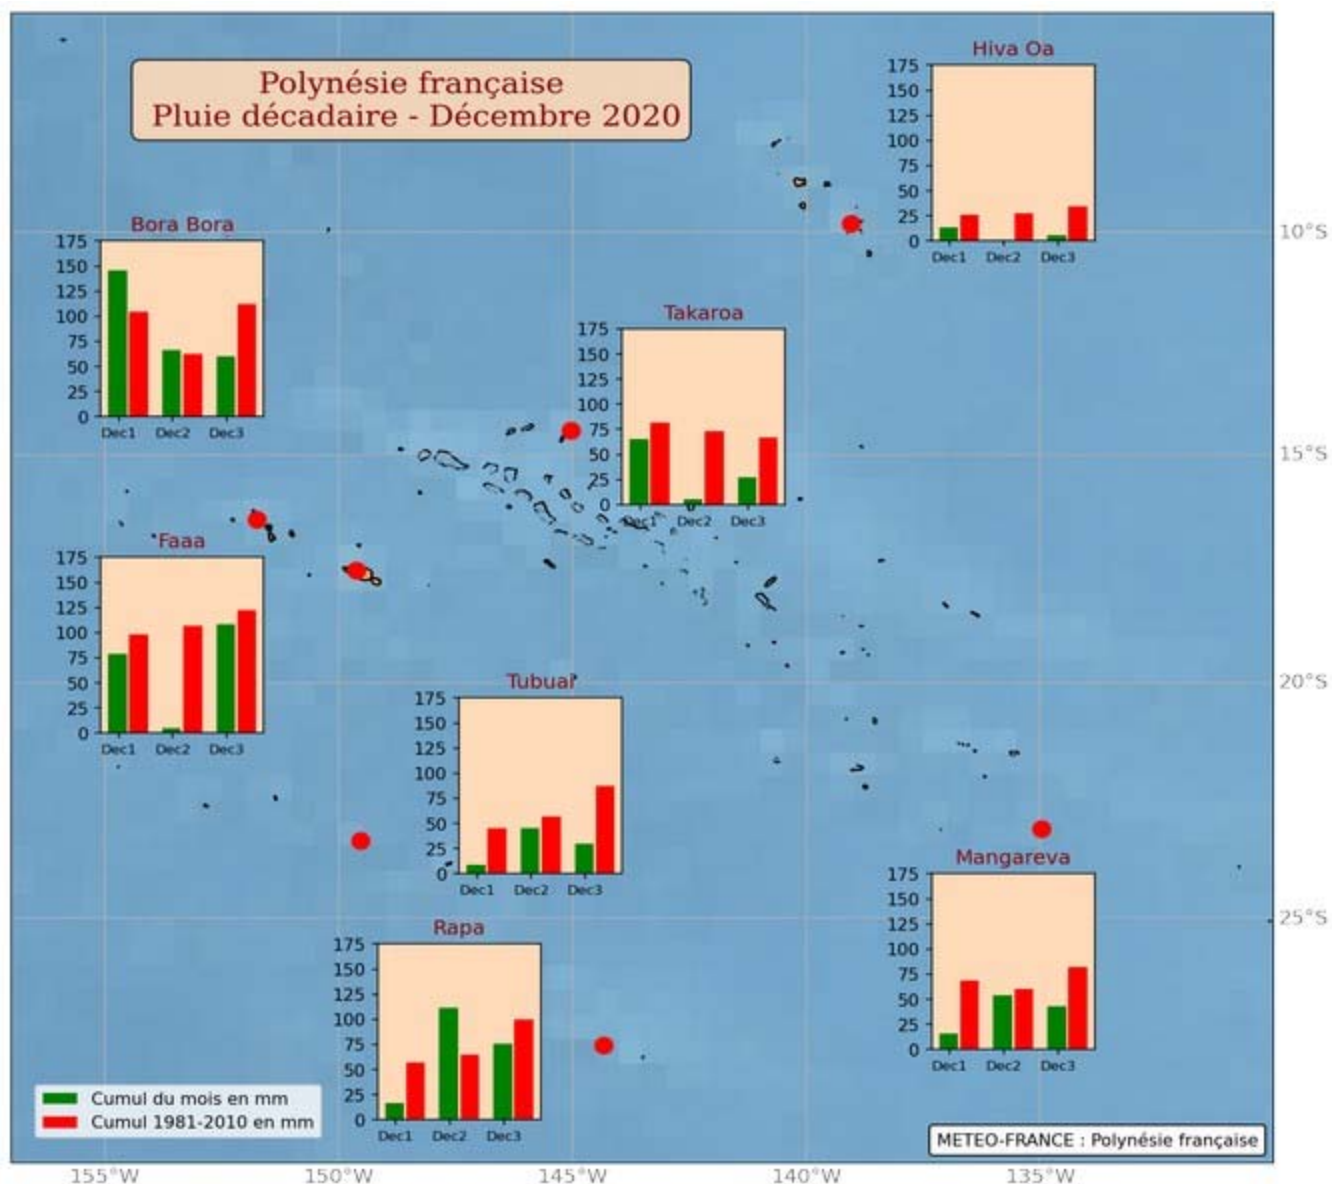 Polynésie française
Pluie décadaire - Décembre 2020
Hiva Oa
175
150
125
100
75
50
25
0
Dec1 Dec2 Dec3
10°S
Bora Bora
175
150
125
100
75
50
25
0
Dec1 Dec2 Dec3
Takaroa
175
150
125
100
75
50
25
0
Dec1 Dec2 Dec3
15°S
Faaa
175
150
125
100
75
50
25
0
Dec1 Dec2 Dec3
Tubuai
175
150
125
100
75
50
25
0
Dec1 Dec2 Dec3
20°S
Mangareva
175
150
125
100
75
50
25
0
Dec1 Dec2 Dec3
25°S
Rapa
175
150
125
100
75
50
25
0
Dec1 Dec2 Dec3
Cumul du mois en mm
Cumul 1981-2010 en mm
METEO-FRANCE : Polynésie française
155°W 150°W 145°W 140°W 135°W